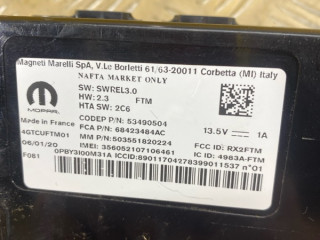 Magneti Marelli SpA, V.Le Borletti 61/63-20011 Corbetta (MI) Italy
NAFTA MARKET ONLY
SW: SWREL3.0
HW: 2.3 FTM
HTA SW: 2C6
MOPAR
CODEP P/N: 53490504
13.5V ⎓ 1A
Made in France
FCA P/N: 68423484AC
4GTCUFTM01
MM P/N: 503551820224
FCC ID: RX2FTM
06/01/20
IMEI: 356052107106461
IC ID: 4983A-FTM
0PBY3I00M31A ICCID:89011704278399011537 n°01
F081